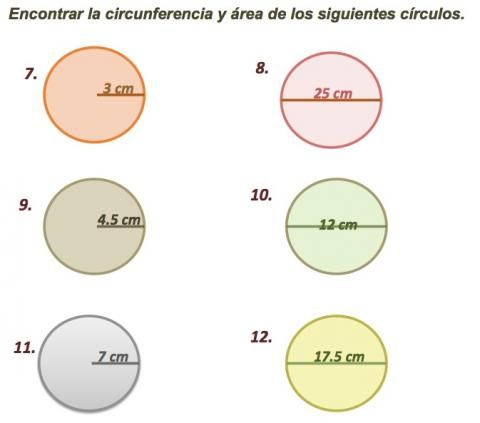 Encontrar la circunferencia y área de los siguientes círculos.
7.
3 cm
8.
25 cm
9.
4.5 cm
10.
12 cm
11.
7 cm
12.
17.5 cm